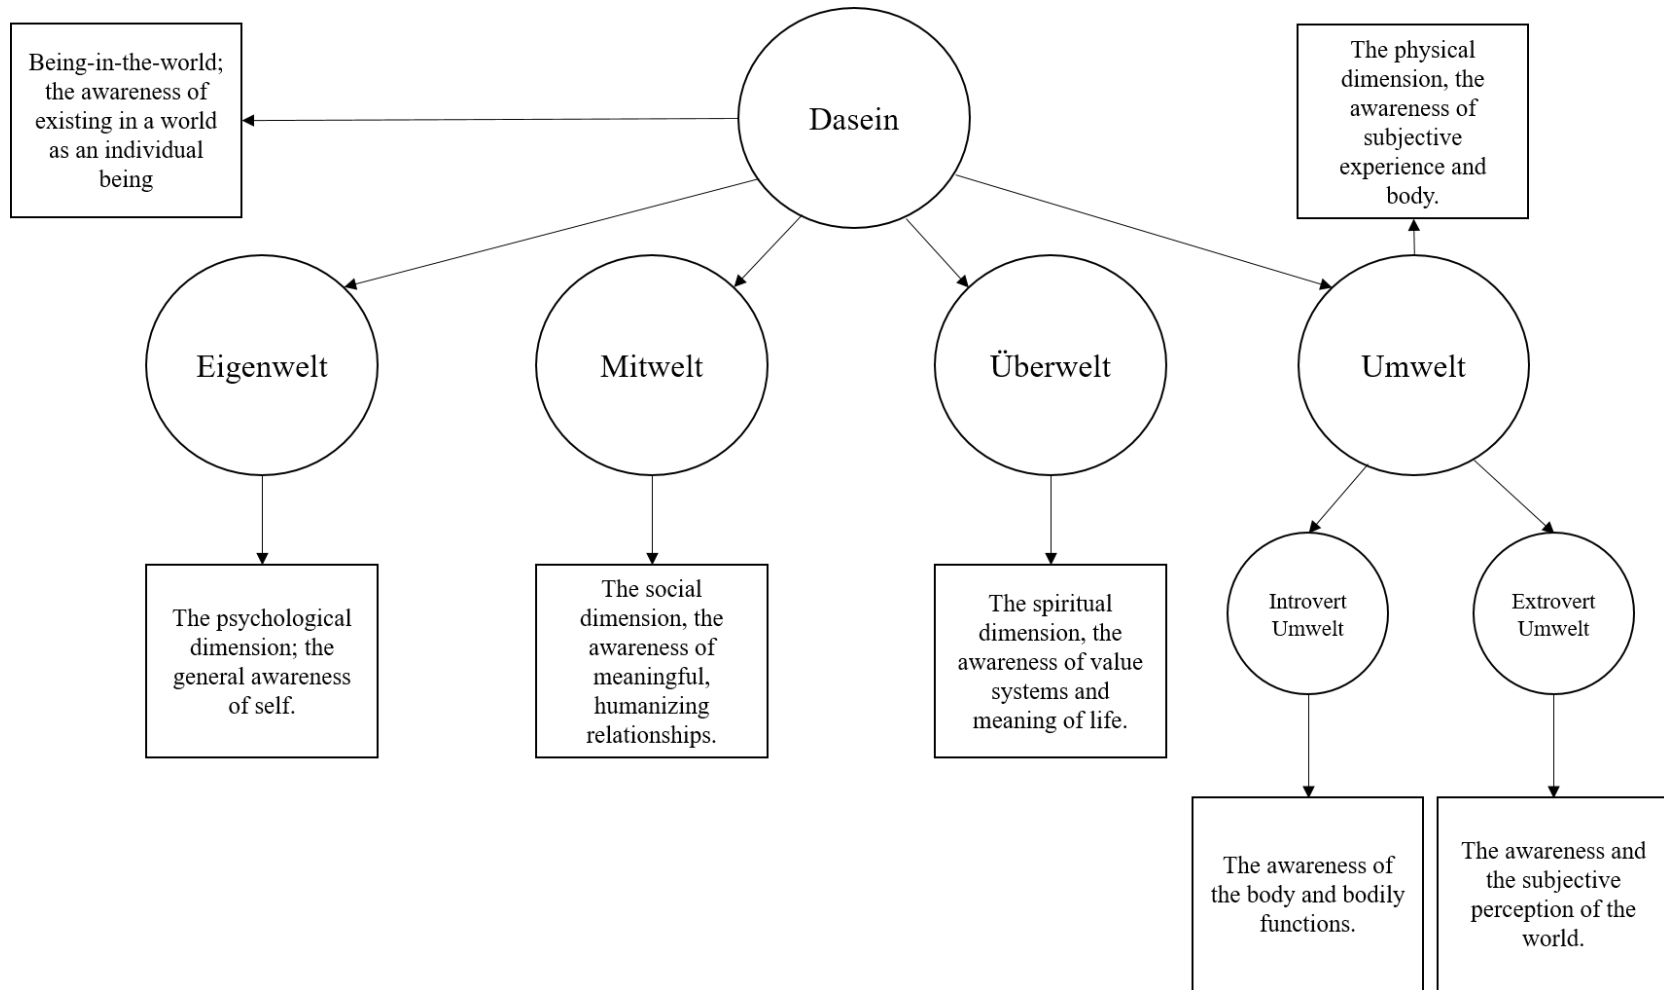 Being-in-the-world;
the awareness of
existing in a world
as an individual
being
Dasein
The physical
dimension, the
awareness of
subjective
experience and
body.
Eigenwelt
Mitwelt
Überwelt
Umwelt
The psychological
dimension; the
general awareness
of self.
The social
dimension, the
awareness of
meaningful,
humanizing
relationships.
The spiritual
dimension, the
awareness of value
systems and
meaning of life.
Introvert
Umwelt
Extrovert
Umwelt
The awareness of
the body and bodily
functions.
The awareness and
the subjective
perception of the
world.